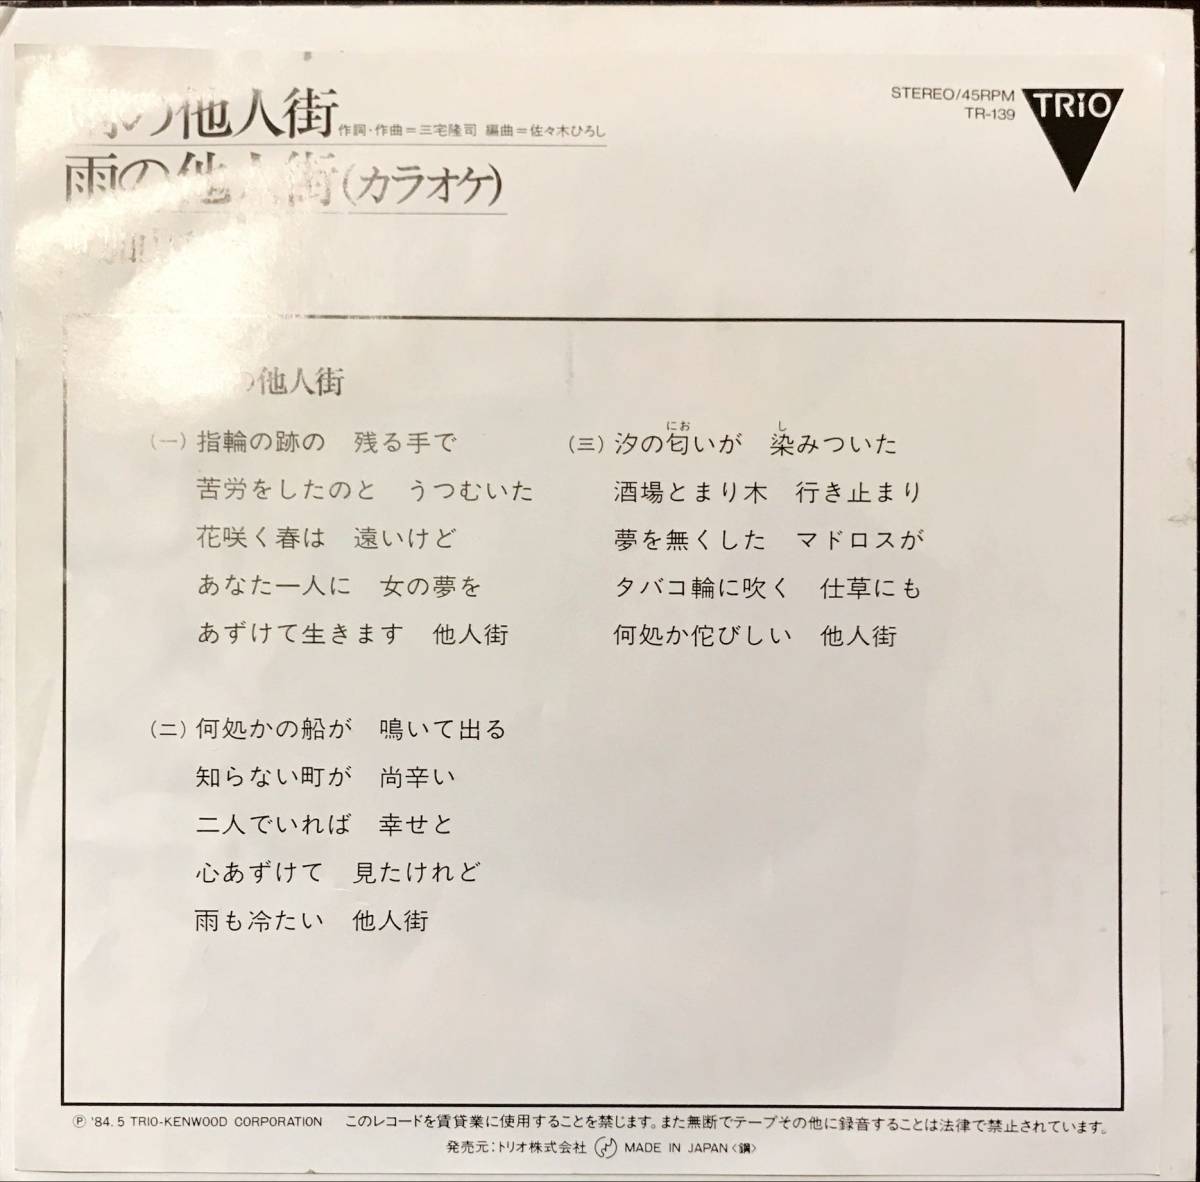 の他人街 作詞・作曲=三宅隆司 編曲=佐々木ひろし
雨の他人街(カラオケ)
STEREO/45RPM
TR-139
TRIO
の他人街
(一) 指輪の跡の 残る手で
苦労をしたのと うつむいた
花咲く春は 遠いけど
あなた一人に 女の夢を
あずけて生きます 他人街
(二) 何処かの船が 鳴いて出る
知らない町が 尚辛い
二人でいれば 幸せと
心あずけて 見たけれど
雨も冷たい 他人街
(三) 汐の匂いが 染みついた
酒場とまり木 行き止まり
夢を無くした マドロスが
タバコ輪に吹く 仕草にも
何処か佗びしい 他人街
Ⓟ '84.5 TRIO-KENWOOD CORPORATION このレコードを賃貸業に使用することを禁じます。また無断でテープその他に録音することは法律で禁止されています。
発売元:トリオ株式会社 MADE IN JAPAN〈鋼〉